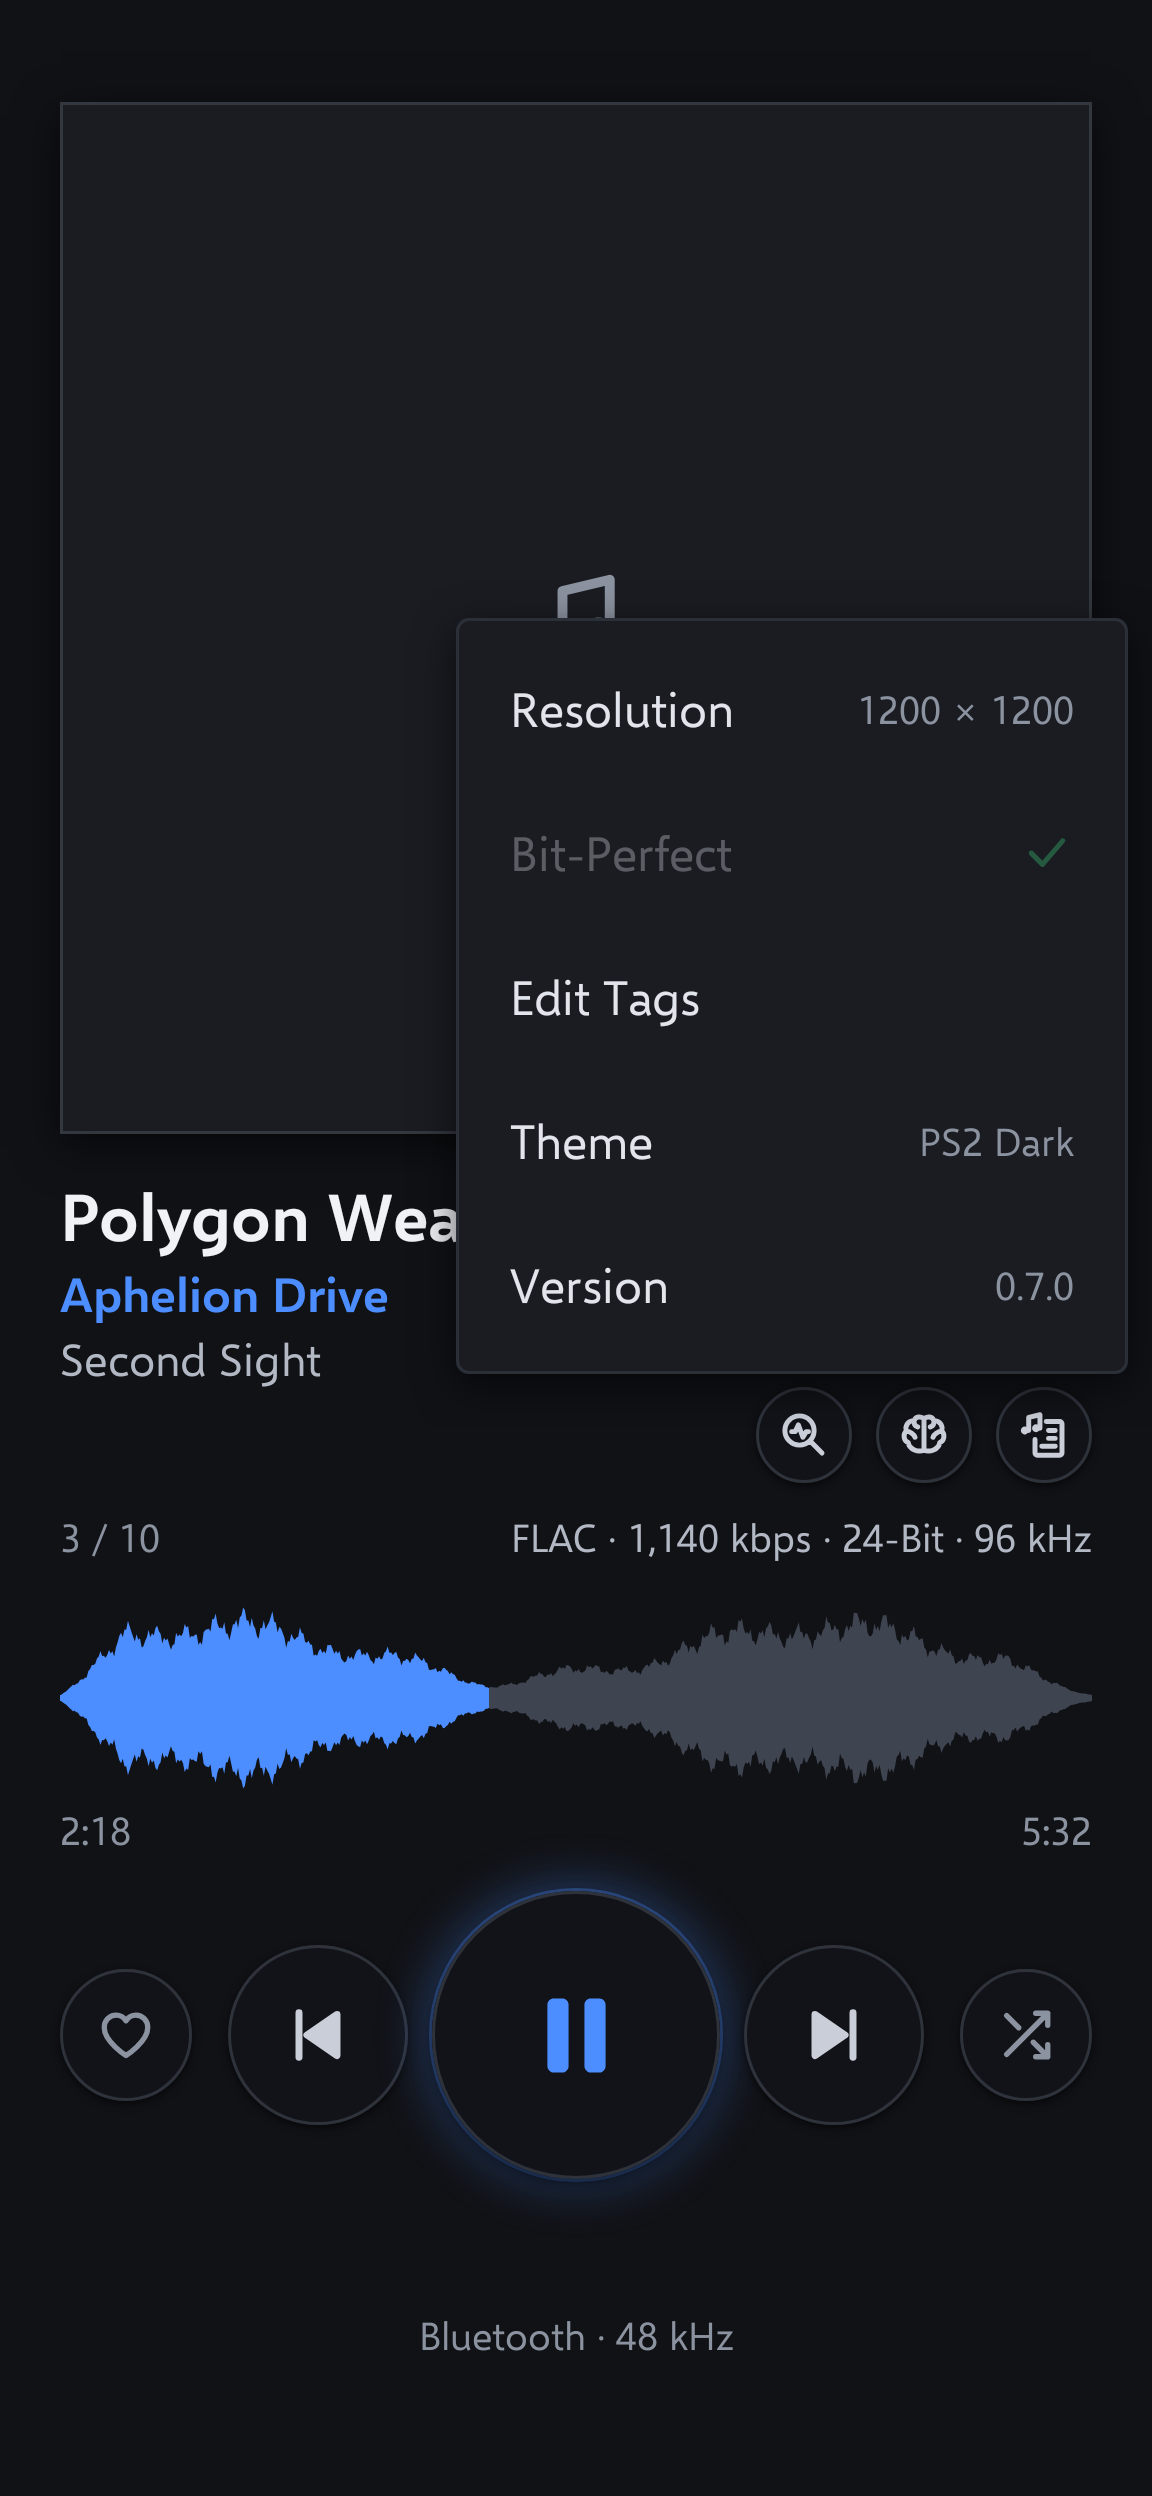 Resolution 1200 × 1200
Bit-Perfect
Edit Tags
Theme PS2 Dark
Version 0.7.0
Polygon
Aphelion Drive
Second Sight
3 / 10 FLAC · 1,140 kbps · 24-Bit · 96 kHz
2:18 5:32
Bluetooth · 48 kHz